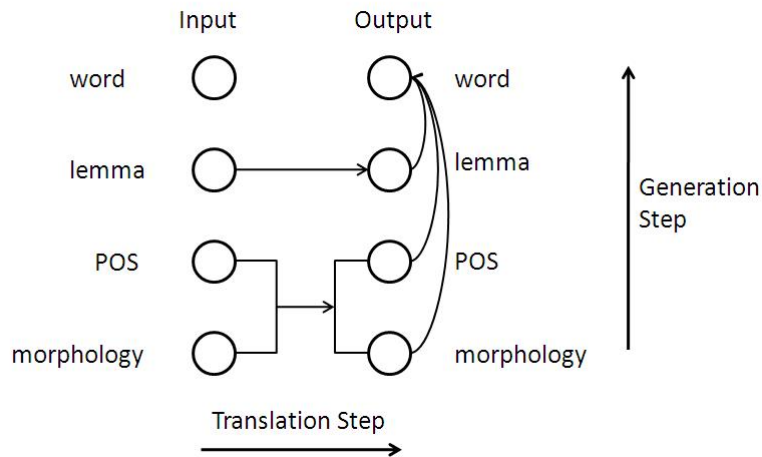 Input Output
word word
lemma lemma
Generation
Step
POS POS
morphology morphology
Translation Step